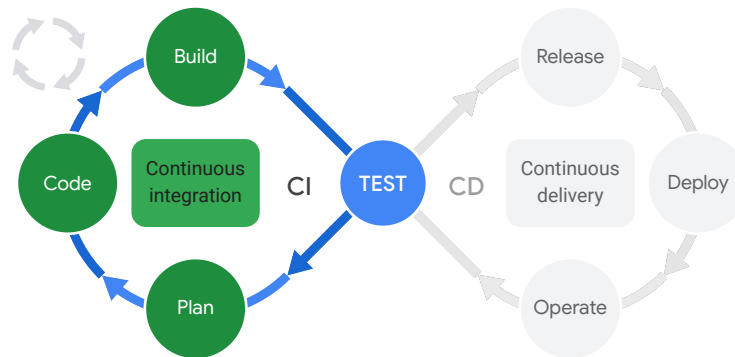 Build
Release
Code
Continuous
integration
CI
TEST
CD
Continuous
delivery
Deploy
Plan
Operate